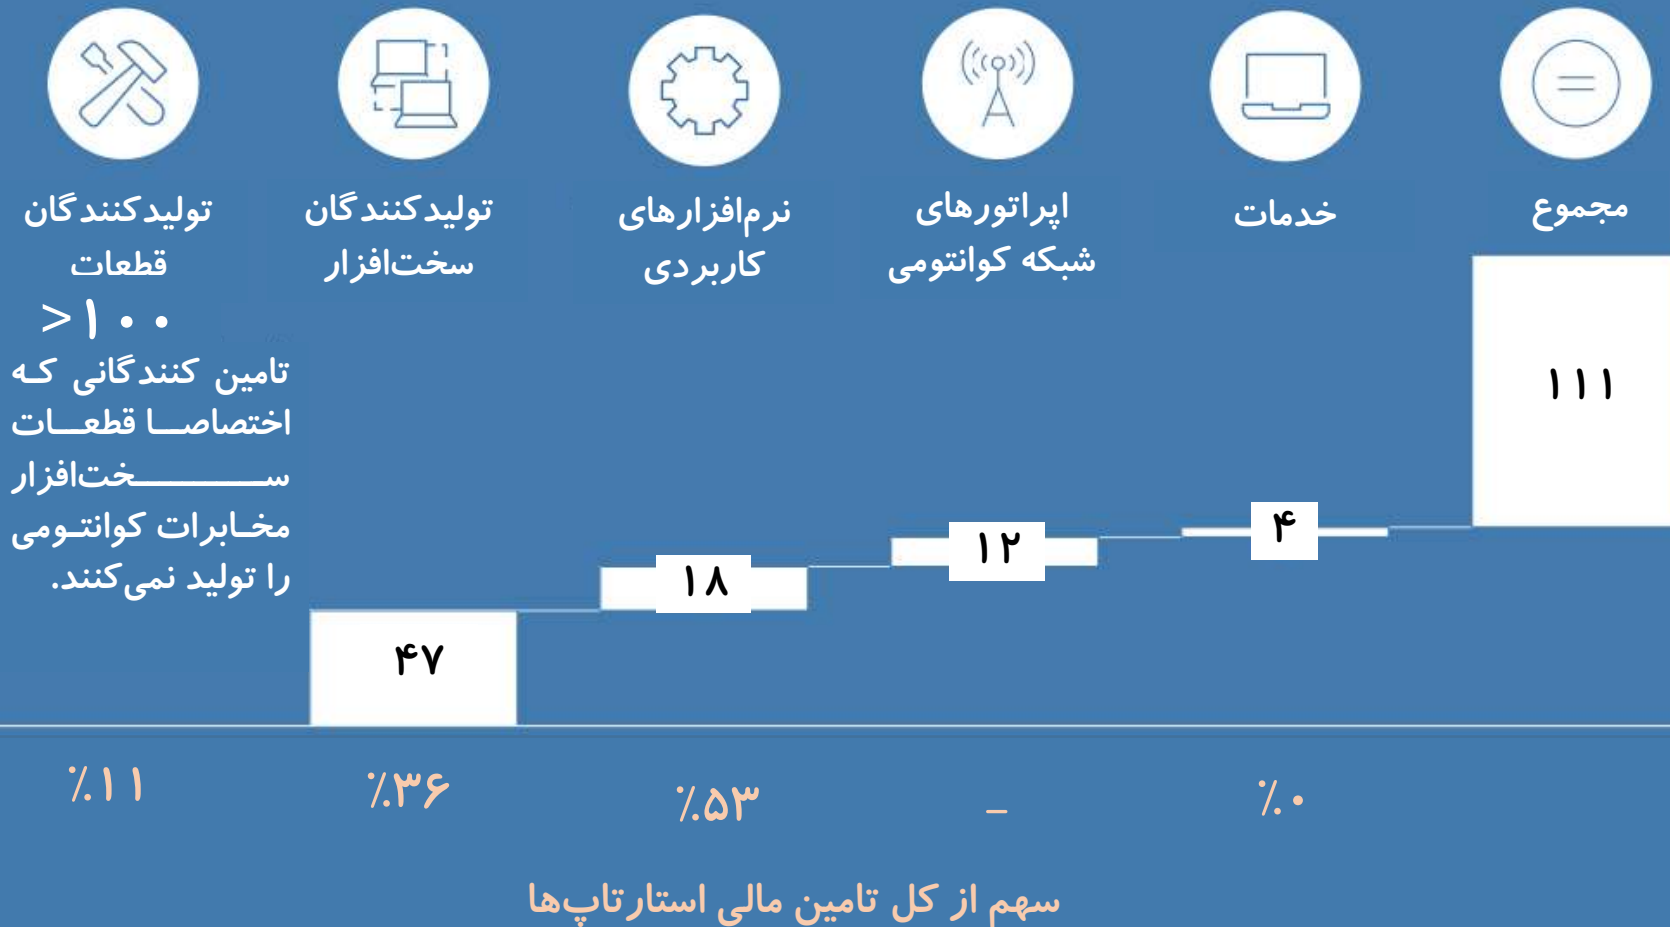 تولیدکنندگان
قطعات
>۱۰۰
تامین کنندگانی که
اختصاصا قطعات
سخت‌افزار
مخابرات کوانتومی
را تولید نمی‌کنند.
٪۱۱
تولیدکنندگان
سخت‌افزار
۴۷
٪۳۶
نرم‌افزارهای
کاربردی
۱۸
٪۵۳
اپراتورهای
شبکه کوانتومی
۱۲
-
خدمات
۴
٪۰
مجموع
۱۱۱
سهم از کل تامین مالی استارتاپ‌ها